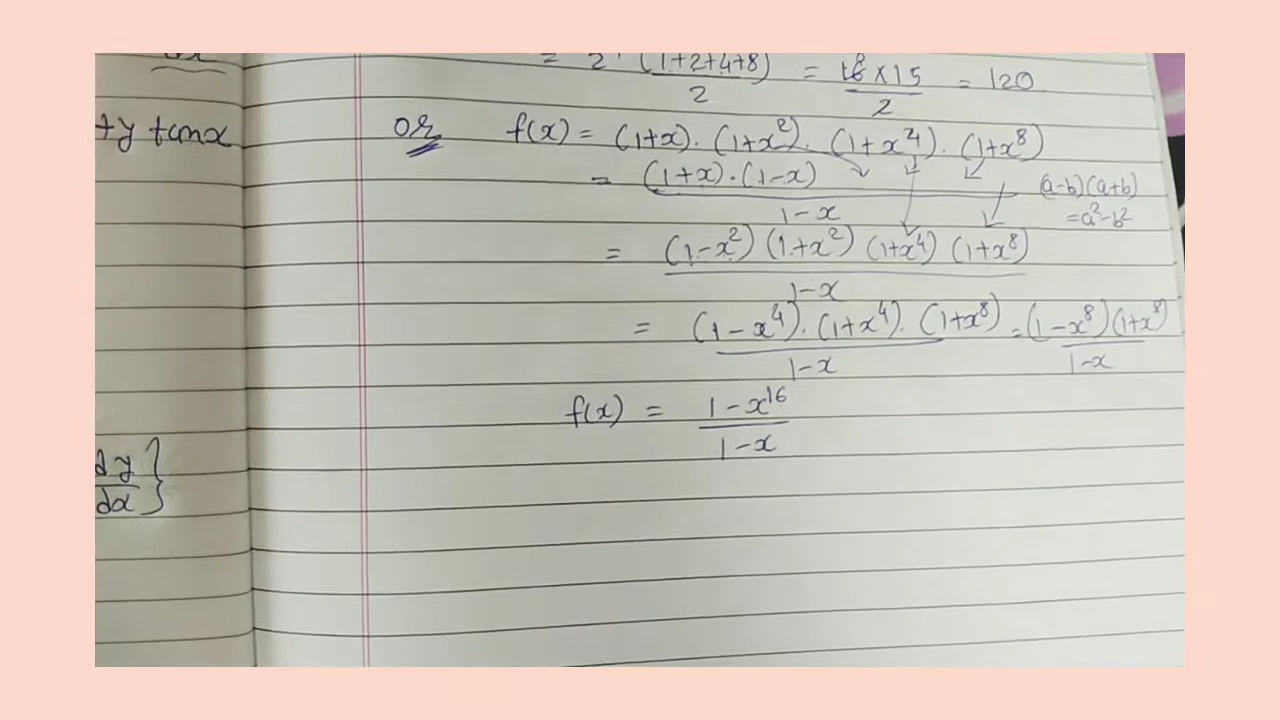 = 2⁴ (1+2+4+8) / 2 = 16×15 / 2 = 120
+y tanx
OR f(x) = (1+x).(1+x²).(1+x⁴).(1+x⁸)
= (1+x).(1-x) / 1-x
(a-b)(a+b)
=a²-b²
= (1-x²)(1+x²)(1+x⁴)(1+x⁸) / 1-x
= (1-x⁴).(1+x⁴).(1+x⁸) / 1-x = (1-x⁸)(1+x⁸) / 1-x
f(x) = 1-x¹⁶ / 1-x
dy/dx }